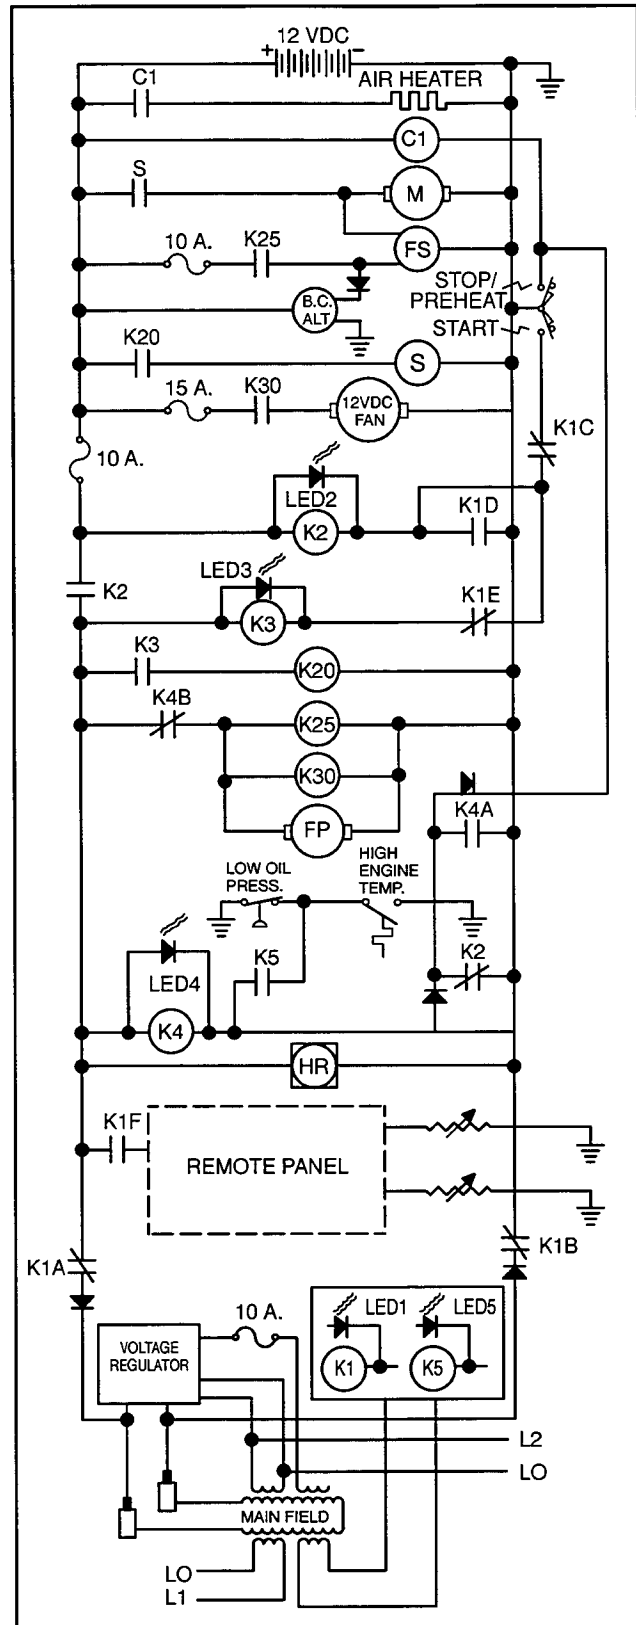 12 VDC
+ −
C1
AIR HEATER
C1
S
M
10 A.
K25
FS
STOP/
PREHEAT
B.C.
ALT
START
K20
S
15 A.
K30
12VDC
FAN
K1C
10 A.
LED2
K1D
K2
K2
LED3
K1E
K3
K3
K20
K4B
K25
K30
K4A
FP
LOW OIL
PRESS.
HIGH
ENGINE
TEMP.
K5
K2
LED4
K4
HR
K1F
REMOTE PANEL
K1A
K1B
10 A.
LED1
LED5
VOLTAGE
REGULATOR
K1
K5
L2
LO
MAIN FIELD
LO
L1